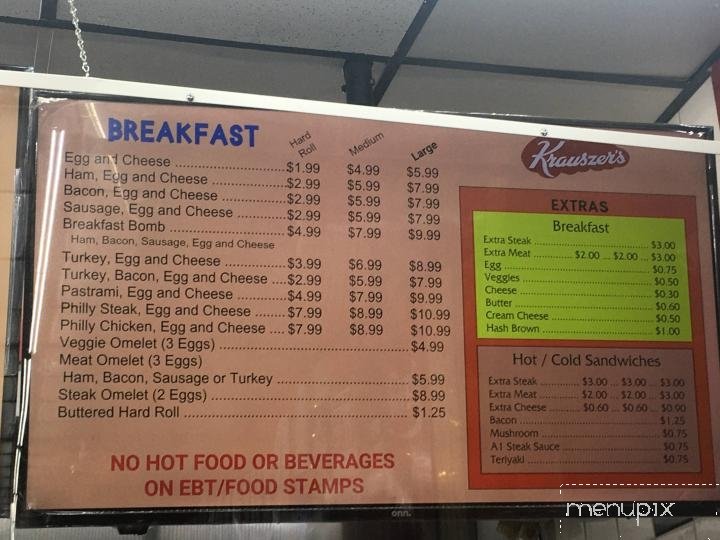 BREAKFAST
Hard Roll Medium Large
Egg and Cheese $1.99 $4.99 $5.99
Ham, Egg and Cheese $2.99 $5.99 $7.99
Bacon, Egg and Cheese $2.99 $5.99 $7.99
Sausage, Egg and Cheese $2.99 $5.99 $7.99
Breakfast Bomb $4.99 $7.99 $9.99
Ham, Bacon, Sausage, Egg and Cheese
Turkey, Egg and Cheese $3.99 $6.99 $8.99
Turkey, Bacon, Egg and Cheese $2.99 $5.99 $7.99
Pastrami, Egg and Cheese $4.99 $7.99 $9.99
Philly Steak, Egg and Cheese $7.99 $8.99 $10.99
Philly Chicken, Egg and Cheese $7.99 $8.99 $10.99
Veggie Omelet (3 Eggs) $4.99
Meat Omelet (3 Eggs)
Ham, Bacon, Sausage or Turkey $5.99
Steak Omelet (2 Eggs) $8.99
Buttered Hard Roll $1.25
NO HOT FOOD OR BEVERAGES
ON EBT/FOOD STAMPS
Krauszer's
EXTRAS
Breakfast
Extra Steak $3.00
Extra Meat $2.00 ... $2.00 ... $3.00
Egg $0.75
Veggies $0.50
Cheese $0.30
Butter $0.60
Cream Cheese $0.50
Hash Brown $1.00
Hot / Cold Sandwiches
Extra Steak $3.00 ... $3.00 ... $3.00
Extra Meat $2.00 ... $2.00 ... $3.00
Extra Cheese $0.60 ... $0.60 ... $0.90
Bacon $1.25
Mushroom $0.75
A1 Steak Sauce $0.75
Teriyaki $0.75
onn.
menupix